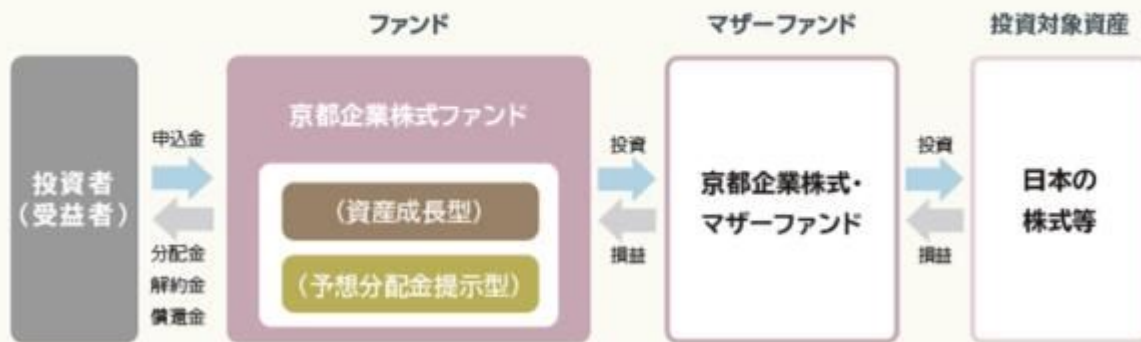 ファンド
マザーファンド
投資対象資産
投資者
(受益者)
申込金
分配金
解約金
償還金
京都企業株式ファンド
(資産成長型)
(予想分配金提示型)
投資
損益
京都企業株式・
マザーファンド
投資
損益
日本の
株式等